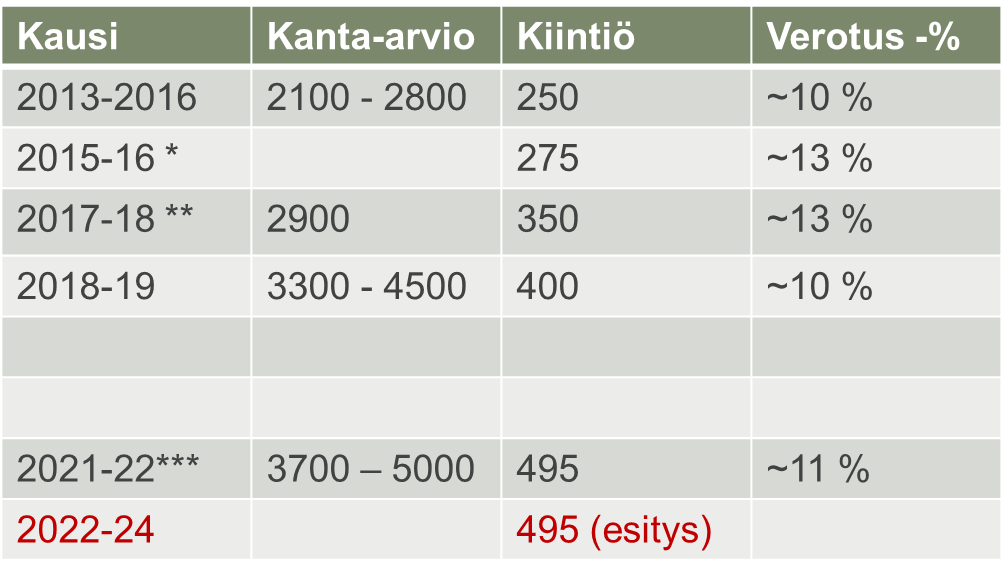 Kausi Kanta-arvio Kiintiö Verotus -%
2013-2016 2100 - 2800 250 ~10 %
2015-16 * 275 ~13 %
2017-18 ** 2900 350 ~13 %
2018-19 3300 - 4500 400 ~10 %
2021-22*** 3700 – 5000 495 ~11 %
2022-24 495 (esitys)